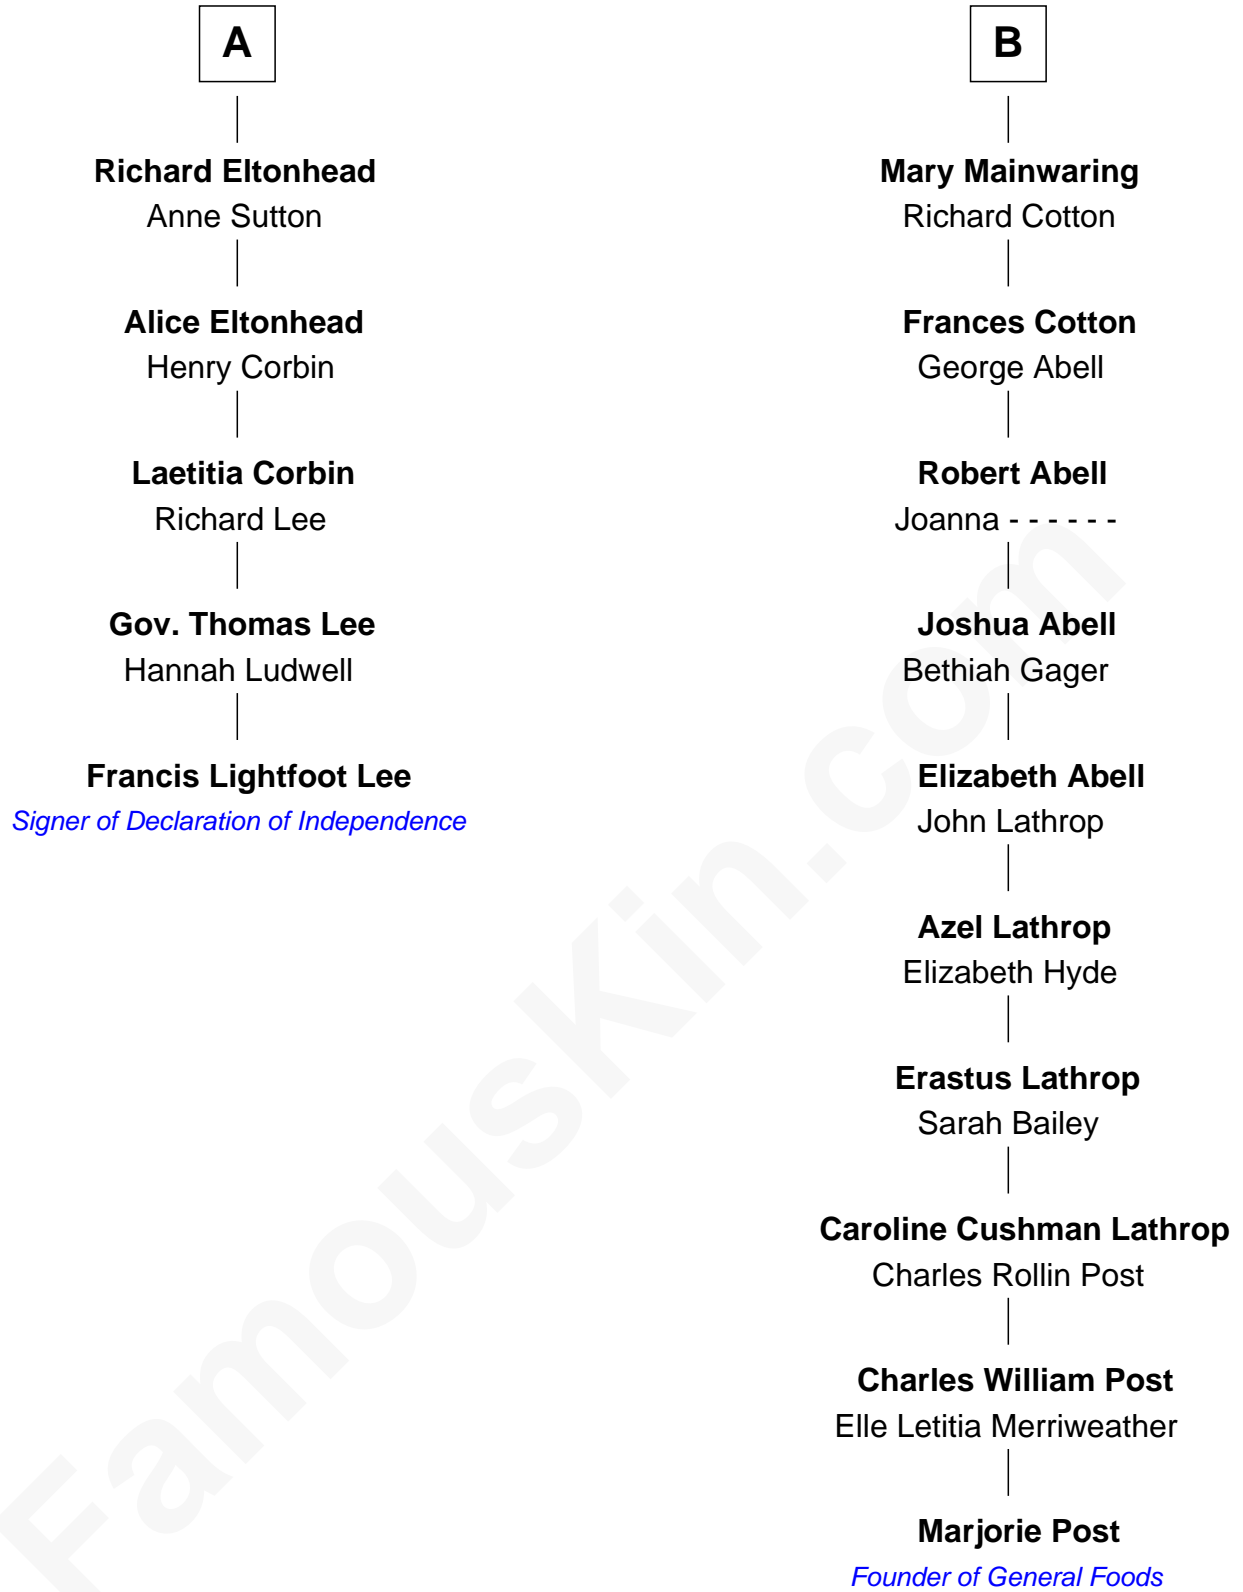 A
Richard Eltonhead
Anne Sutton
Alice Eltonhead
Henry Corbin
Laetitia Corbin
Richard Lee
Gov. Thomas Lee
Hannah Ludwell
Francis Lightfoot Lee
Signer of Declaration of Independence
B
Mary Mainwaring
Richard Cotton
Frances Cotton
George Abell
Robert Abell
Joanna - - - - - -
Joshua Abell
Bethiah Gager
Elizabeth Abell
John Lathrop
Azel Lathrop
Elizabeth Hyde
Erastus Lathrop
Sarah Bailey
Caroline Cushman Lathrop
Charles Rollin Post
Charles William Post
Elle Letitia Merriweather
Marjorie Post
Founder of General Foods
FamousKin.com